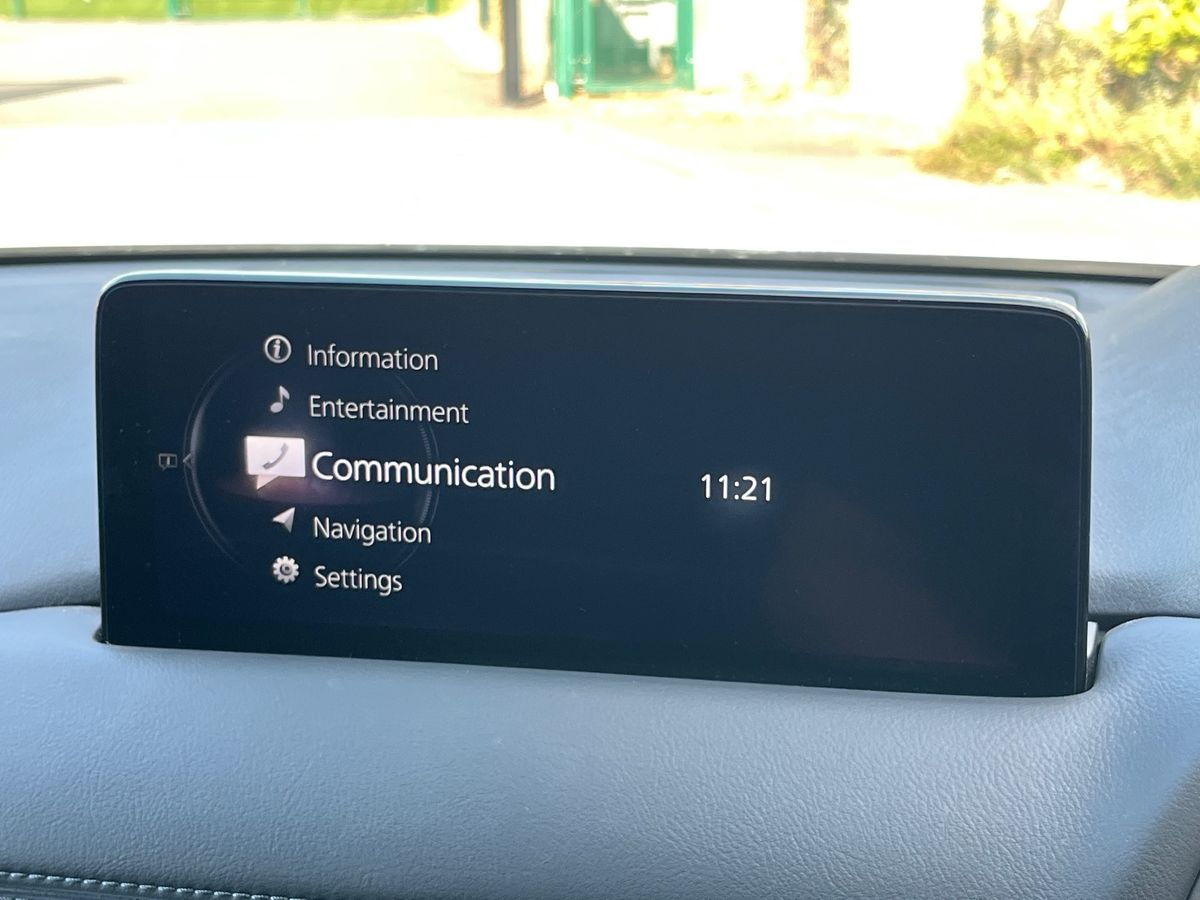 Information
Entertainment
Communication
11:21
Navigation
Settings